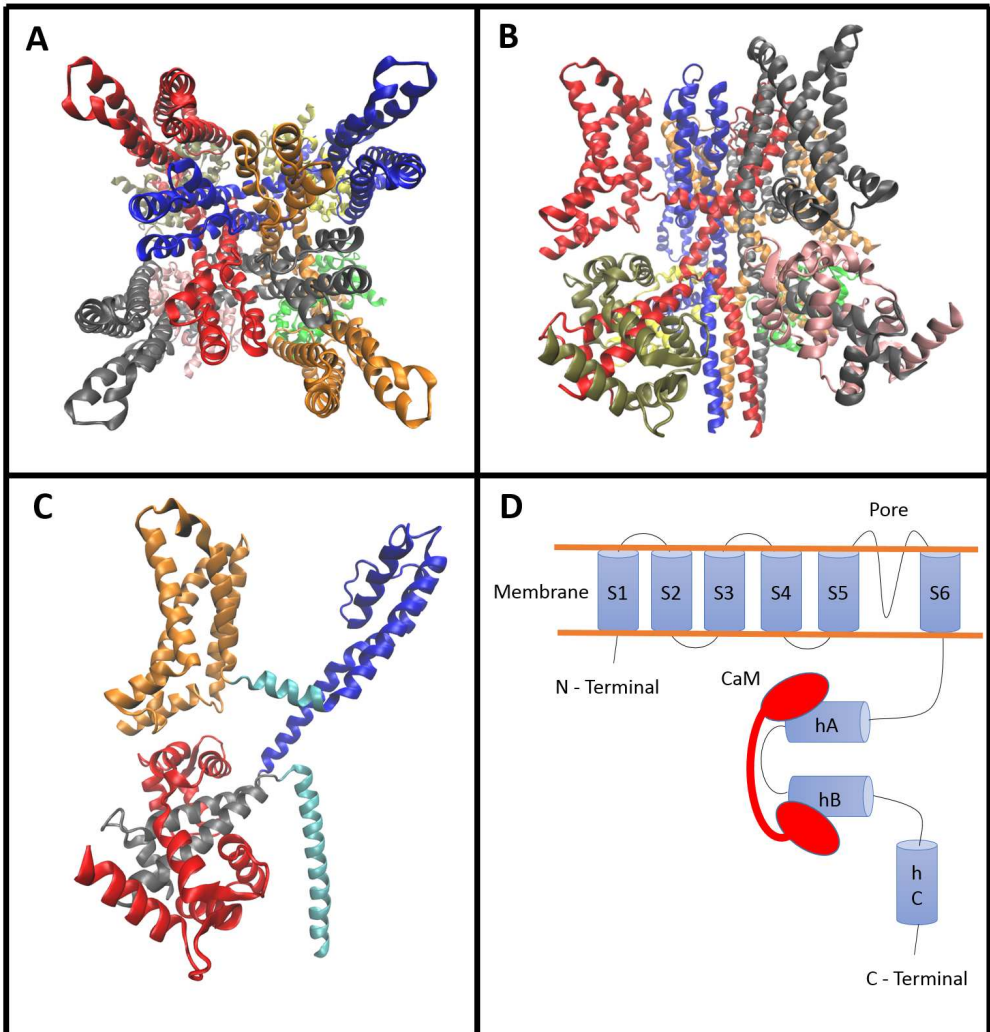 A
B
C
D
Pore
Membrane
S1
S2
S3
S4
S5
S6
N - Terminal
CaM
hA
hB
h
C
C - Terminal